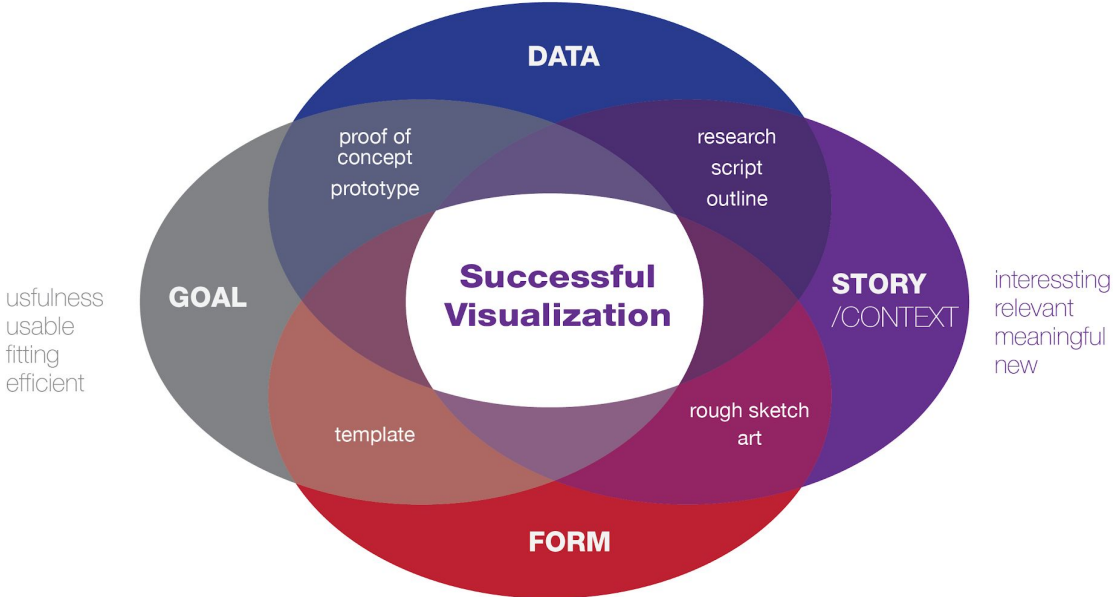 DATA
proof of
concept
prototype
research
script
outline
GOAL
usfulness
usable
fitting
efficient
Successful
Visualization
STORY
/CONTEXT
interessting
relevant
meaningful
new
template
rough sketch
art
FORM